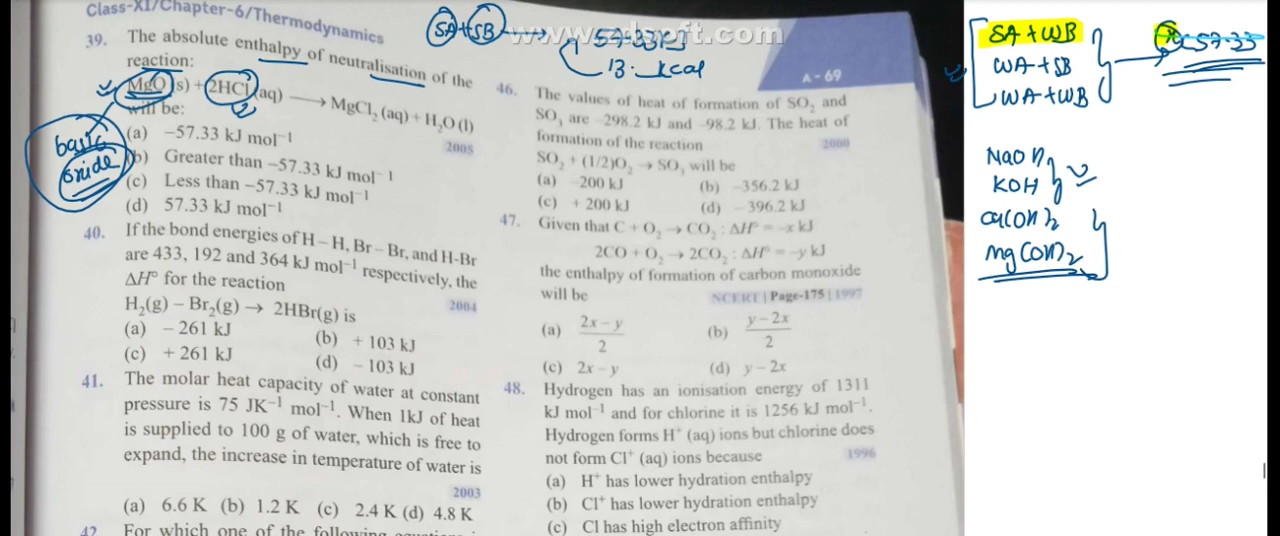 Class-XI/Chapter-6/Thermodynamics
39. The absolute enthalpy of neutralisation of the
reaction:
MgO (s) + 2HCl (aq) ⟶ MgCl₂ (aq) + H₂O (l)
will be:
2005
(a) −57.33 kJ mol⁻¹
(b) Greater than −57.33 kJ mol⁻¹
(c) Less than −57.33 kJ mol⁻¹
(d) 57.33 kJ mol⁻¹
40. If the bond energies of H – H, Br – Br, and H-Br
are 433, 192 and 364 kJ mol⁻¹ respectively, the
ΔH° for the reaction
H₂(g) − Br₂(g) → 2HBr(g) is
2004
(a) − 261 kJ (b) + 103 kJ
(c) + 261 kJ (d) − 103 kJ
41. The molar heat capacity of water at constant
pressure is 75 JK⁻¹ mol⁻¹. When 1kJ of heat
is supplied to 100 g of water, which is free to
expand, the increase in temperature of water is
2003
(a) 6.6 K (b) 1.2 K (c) 2.4 K (d) 4.8 K
42. For which one of the following
basic
oxide
SA+SB →
57.33 KJ
13. kcal
A - 69
46. The values of heat of formation of SO₂ and
SO₃ are −298.2 kJ and −98.2 kJ. The heat of
formation of the reaction
2000
SO₂ + (1/2)O₂ → SO₃ will be
(a) −200 kJ (b) −356.2 kJ
(c) + 200 kJ (d) − 396.2 kJ
47. Given that C + O₂ → CO₂ : ΔH° = −x kJ
2CO + O₂ → 2CO₂ : ΔH° = −y kJ
the enthalpy of formation of carbon monoxide
will be
NCERT | Page-175 | 1997
(a) 2x − y / 2 (b) y − 2x / 2
(c) 2x − y (d) y − 2x
48. Hydrogen has an ionisation energy of 1311
kJ mol⁻¹ and for chlorine it is 1256 kJ mol⁻¹.
Hydrogen forms H⁺ (aq) ions but chlorine does
not form Cl⁺ (aq) ions because
1996
(a) H⁺ has lower hydration enthalpy
(b) Cl⁺ has lower hydration enthalpy
(c) Cl has high electron affinity
SA + WB
WA + SB
WA + WB
<57.33
NaOH
KOH
Ca(OH)₂
Mg(OH)₂